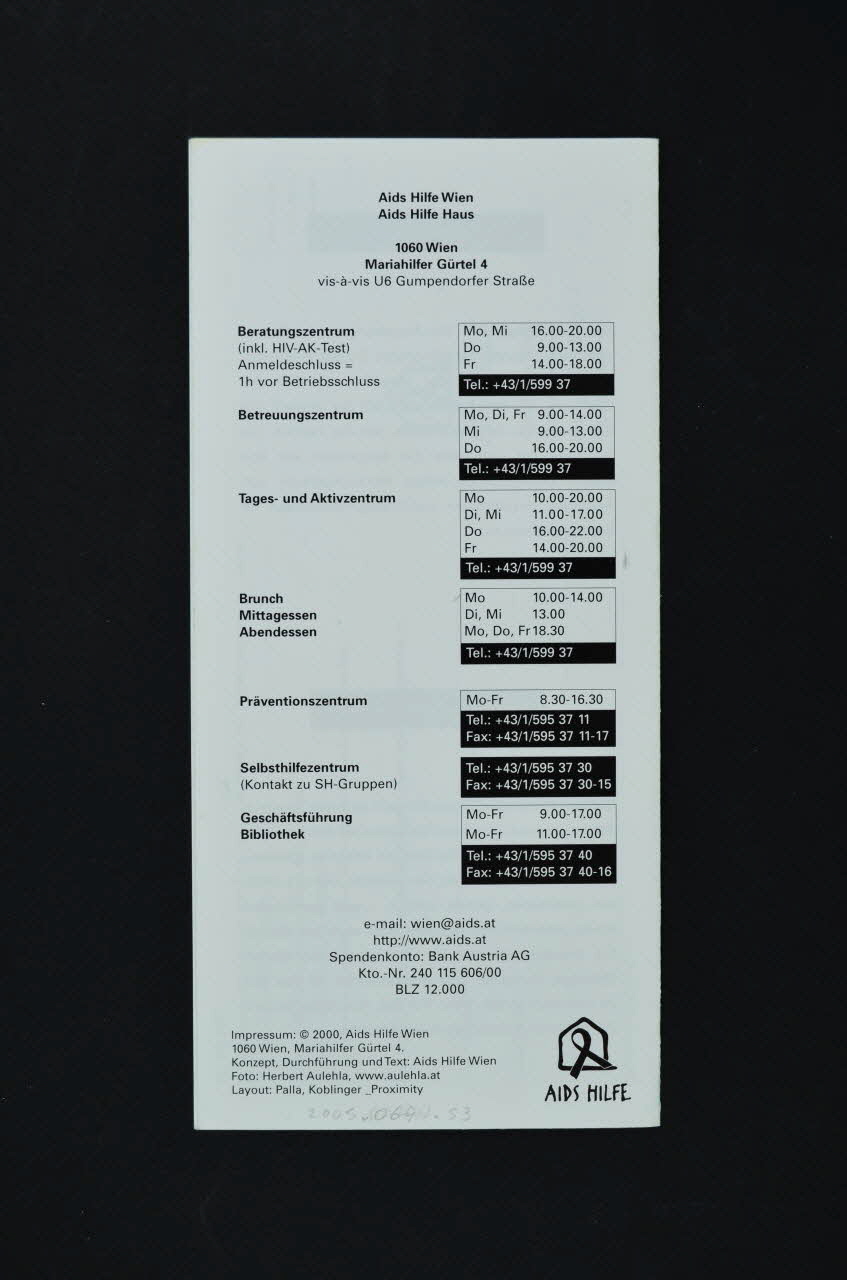 Aids Hilfe Wien
Aids Hilfe Haus
1060 Wien
Mariahilfer Gürtel 4
vis-à-vis U6 Gumpendorfer Straße
Beratungszentrum
(inkl. HIV-AK-Test)
Anmeldeschluss =
1h vor Betriebsschluss
Mo, Mi 16.00-20.00
Do 9.00-13.00
Fr 14.00-18.00
Tel.: +43/1/599 37
Betreuungszentrum
Mo, Di, Fr 9.00-14.00
Mi 9.00-13.00
Do 16.00-20.00
Tel.: +43/1/599 37
Tages- und Aktivzentrum
Mo 10.00-20.00
Di, Mi 11.00-17.00
Do 16.00-22.00
Fr 14.00-20.00
Tel.: +43/1/599 37
Brunch
Mittagessen
Abendessen
Mo 10.00-14.00
Di, Mi 13.00
Mo, Do, Fr 18.30
Tel.: +43/1/599 37
Präventionszentrum
Mo-Fr 8.30-16.30
Tel.: +43/1/595 37 11
Fax: +43/1/595 37 11-17
Selbsthilfezentrum
(Kontakt zu SH-Gruppen)
Tel.: +43/1/595 37 30
Fax: +43/1/595 37 30-15
Geschäftsführung
Bibliothek
Mo-Fr 9.00-17.00
Mo-Fr 11.00-17.00
Tel.: +43/1/595 37 40
Fax: +43/1/595 37 40-16
e-mail: wien@aids.at
http://www.aids.at
Spendenkonto: Bank Austria AG
Kto.-Nr. 240 115 606/00
BLZ 12.000
Impressum: © 2000, Aids Hilfe Wien
1060 Wien, Mariahilfer Gürtel 4.
Konzept, Durchführung und Text: Aids Hilfe Wien
Foto: Herbert Aulehla, www.aulehla.at
Layout: Palla, Koblinger _Proximity
AIDS HILFE